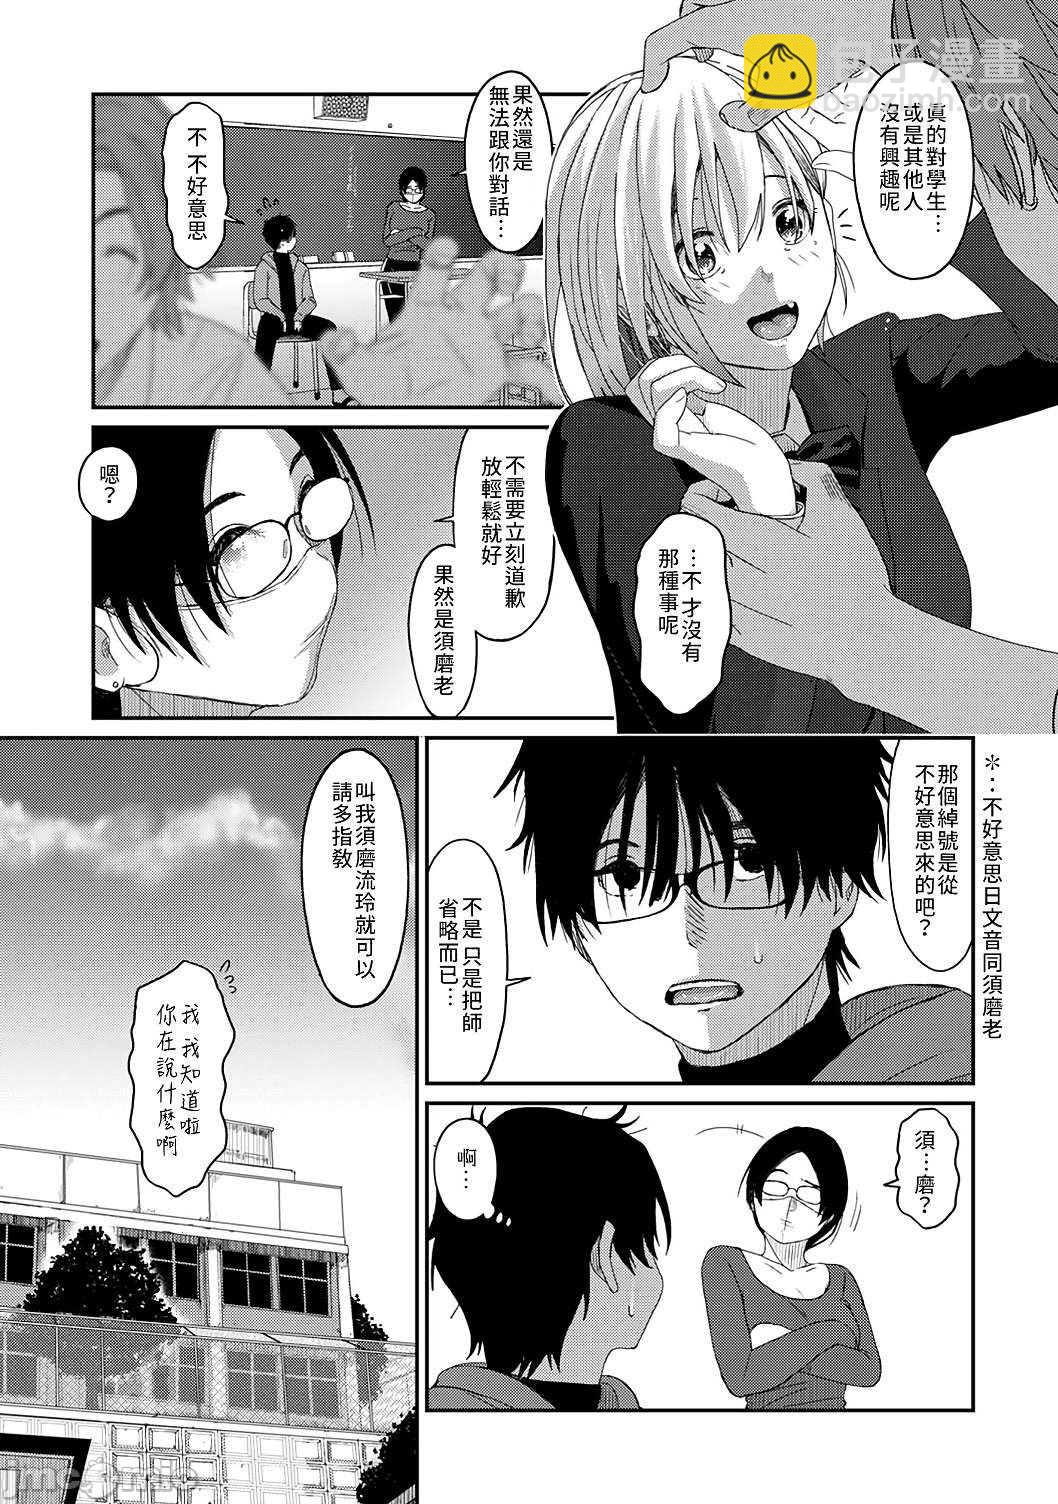 包子漫畫
baozimh.com
真的對學生…
或是其他人
沒有興趣呢
…不才沒有
那種事呢
果然還是
無法跟你對話…
不 不好意思
不需要立刻道歉
放輕鬆就好
果然是須磨老
嗯？
＊：不好意思日文音同須磨老
那個綽號是從
不好意思來的吧？
不是 只是把師
省略而已…
須…磨？
啊…
叫我須磨流玲就可以
請多指教
我 我知道啦
你在說什麼啊